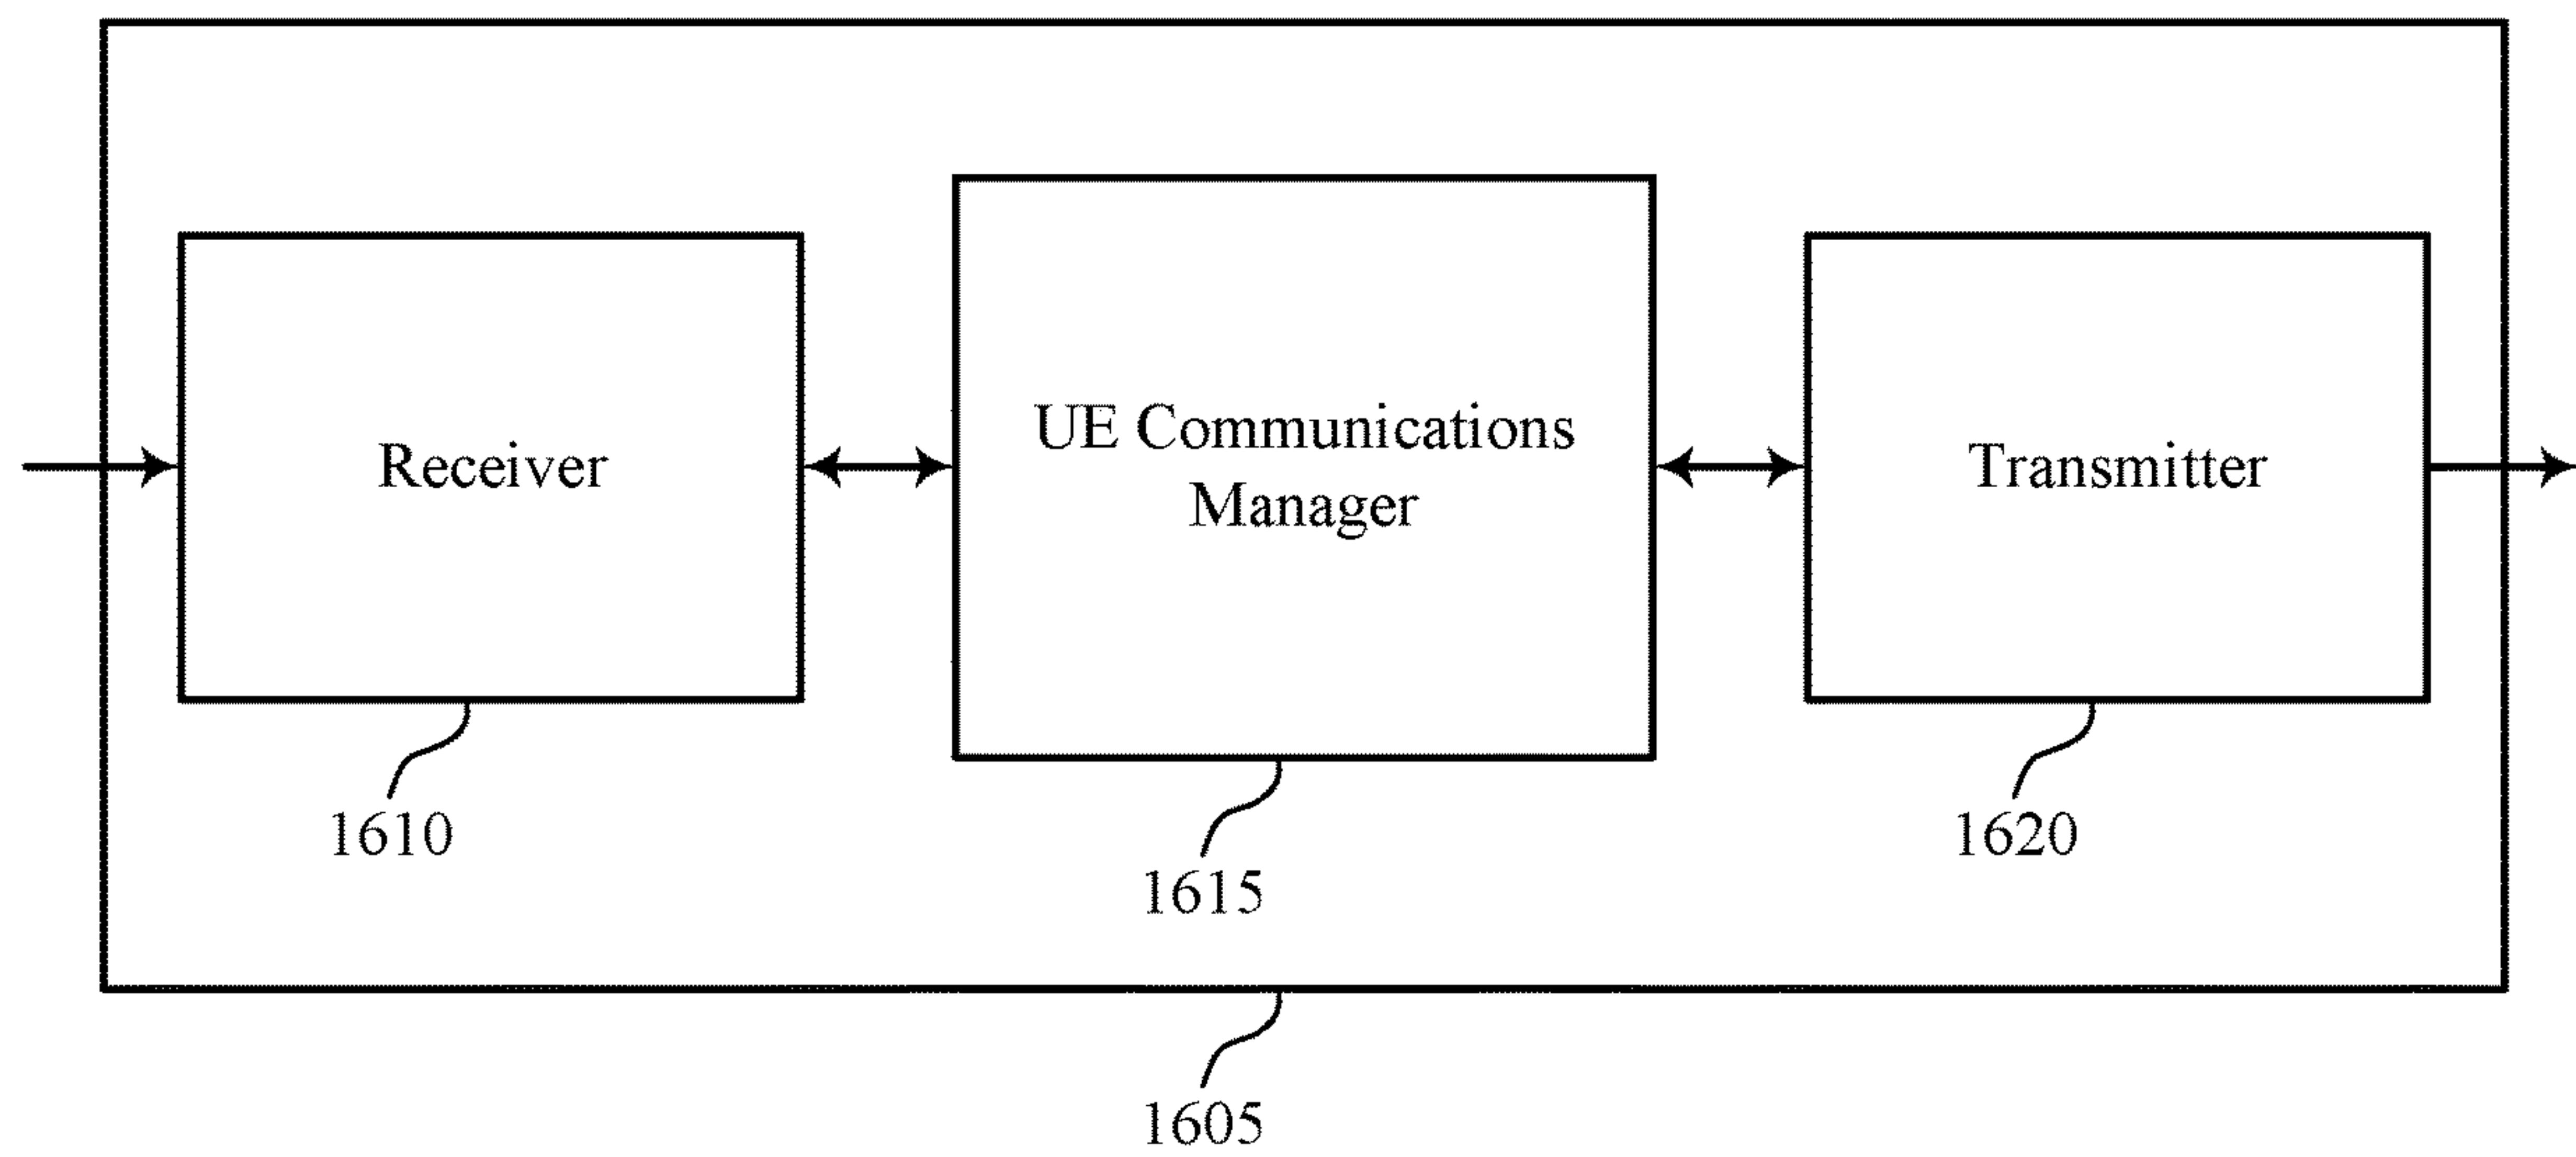 Receiver
UE Communications
Manager
Transmitter
1610
1615
1620
1605